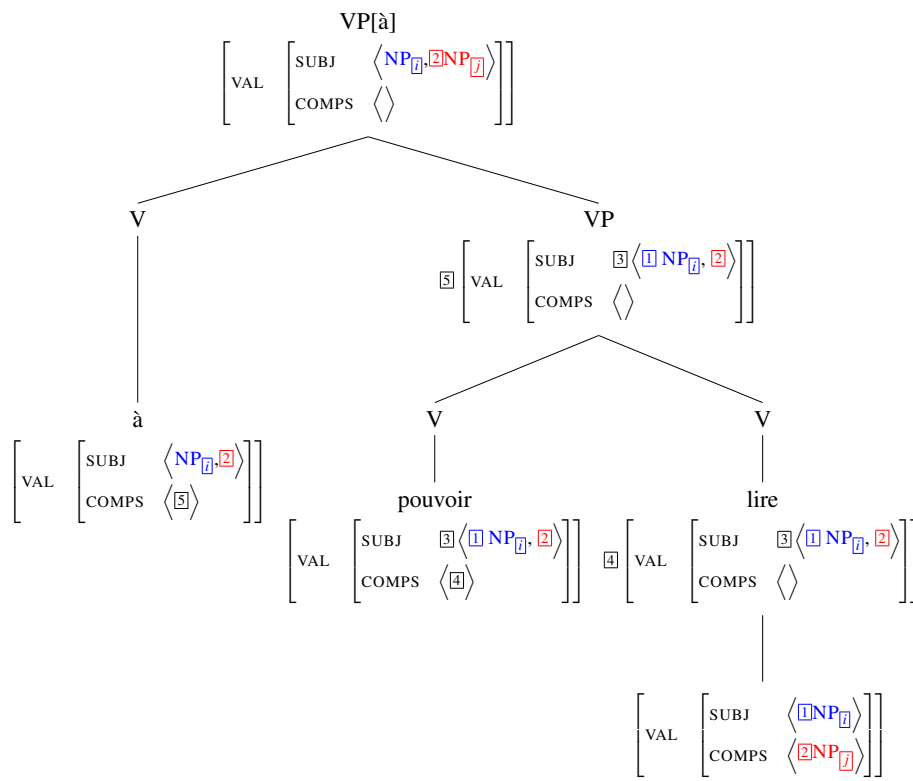 VP[à]
[VAL [SUBJ ⟨NP[i], [2]NP[j]⟩
COMPS ⟨⟩]]
V VP
[5] [VAL [SUBJ [3]⟨[1] NP[i], [2]⟩
COMPS ⟨⟩]]
à V V
[VAL [SUBJ ⟨NP[i],[2]⟩
COMPS ⟨[5]⟩]]
pouvoir lire
[VAL [SUBJ [3]⟨[1] NP[i], [2]⟩ [4] [VAL [SUBJ [3]⟨[1] NP[i], [2]⟩
COMPS ⟨[4]⟩]] COMPS ⟨⟩]]
[VAL [SUBJ ⟨[1]NP[i]⟩
COMPS ⟨[2]NP[j]⟩]]